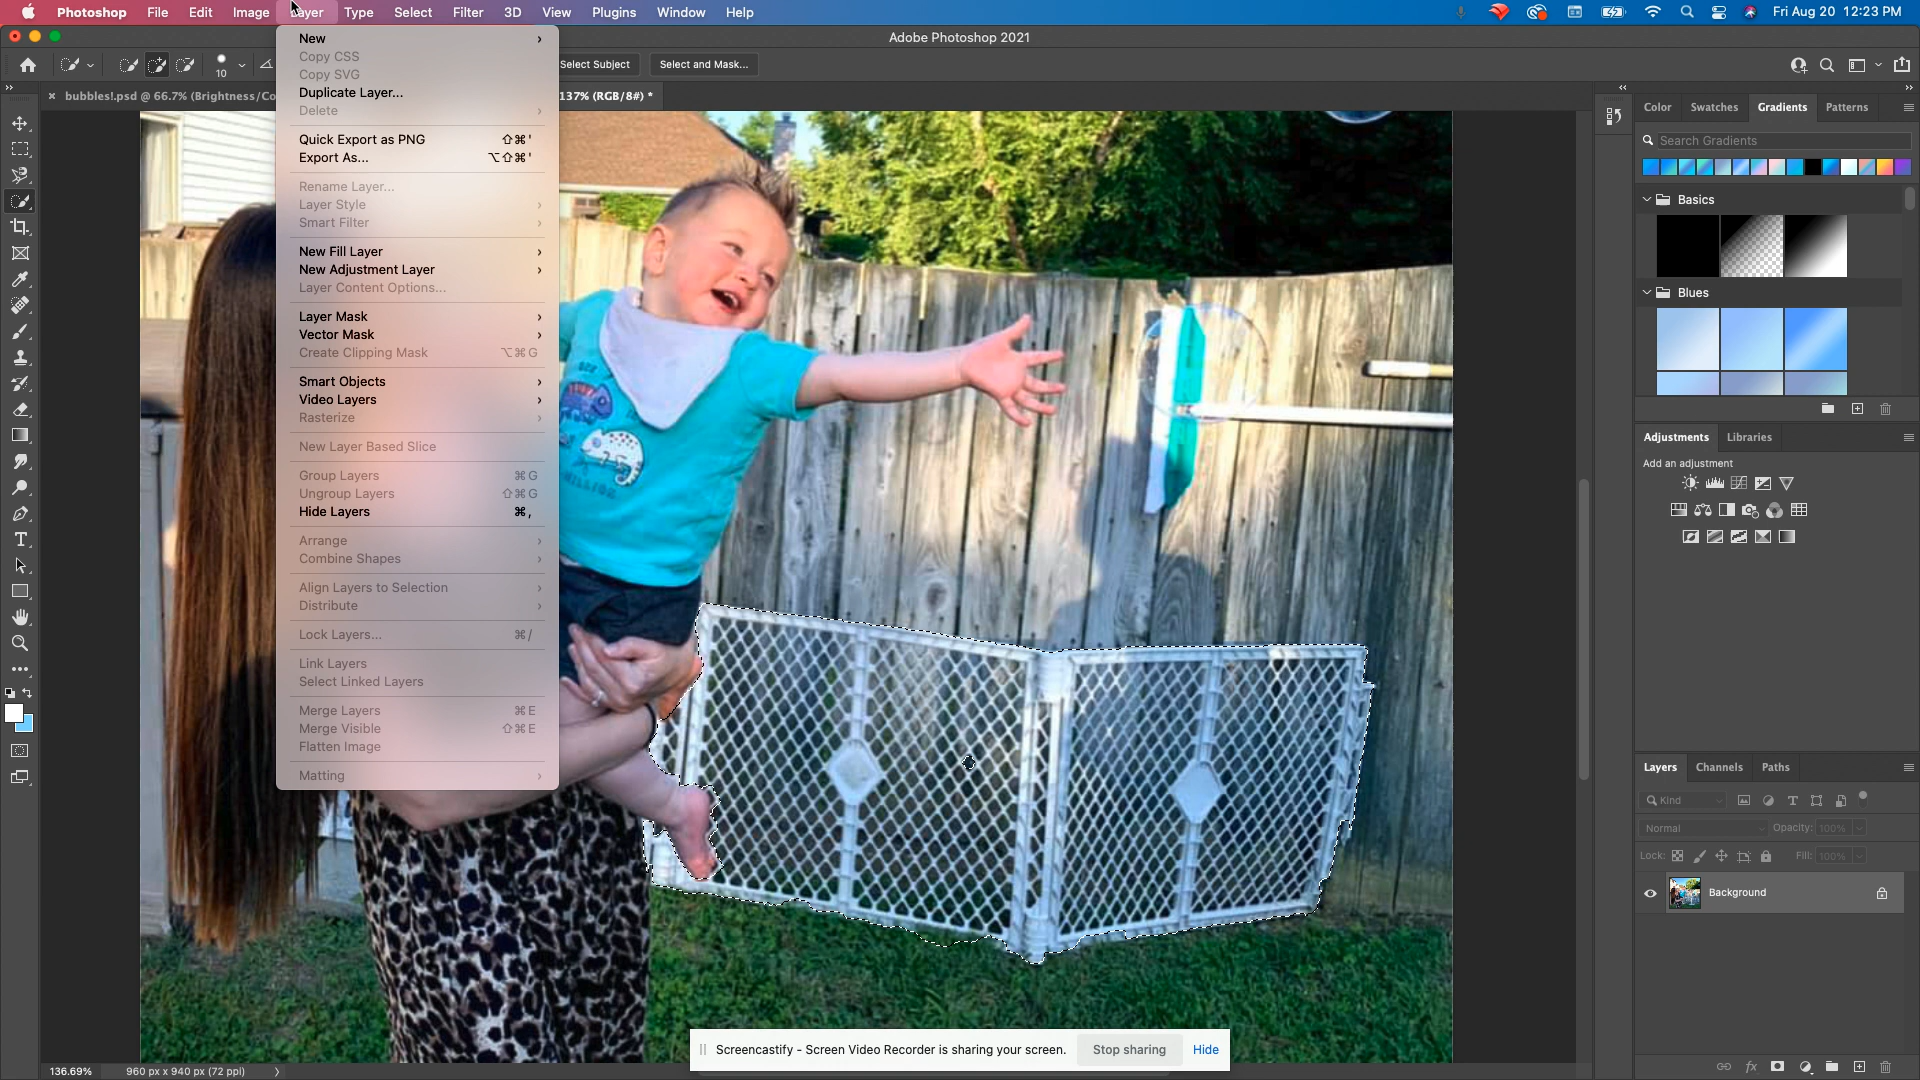 Photoshop File Edit Image Layer Type Select Filter 3D View Plugins Window Help Fri Aug 20 12:23 PM
Adobe Photoshop 2021
10 Select Subject Select and Mask...
bubbles!.psd @ 66.7% (Brightness/Co 137% (RGB/8#) *
New
Copy CSS
Copy SVG
Duplicate Layer...
Delete
Quick Export as PNG ⇧⌘'
Export As... ⌥⇧⌘'
Rename Layer...
Layer Style
Smart Filter
New Fill Layer
New Adjustment Layer
Layer Content Options...
Layer Mask
Vector Mask
Create Clipping Mask ⌥⌘G
Smart Objects
Video Layers
Rasterize
New Layer Based Slice
Group Layers ⌘G
Ungroup Layers ⇧⌘G
Hide Layers ⌘,
Arrange
Combine Shapes
Align Layers to Selection
Distribute
Lock Layers... ⌘/
Link Layers
Select Linked Layers
Merge Layers ⌘E
Merge Visible ⇧⌘E
Flatten Image
Matting
Color Swatches Gradients Patterns
Search Gradients
Basics
Blues
Adjustments Libraries
Add an adjustment
Layers Channels Paths
Kind
Normal Opacity: 100%
Lock: Fill: 100%
Background
Screencastify - Screen Video Recorder is sharing your screen. Stop sharing Hide
136.69% 960 px x 940 px (72 ppi)